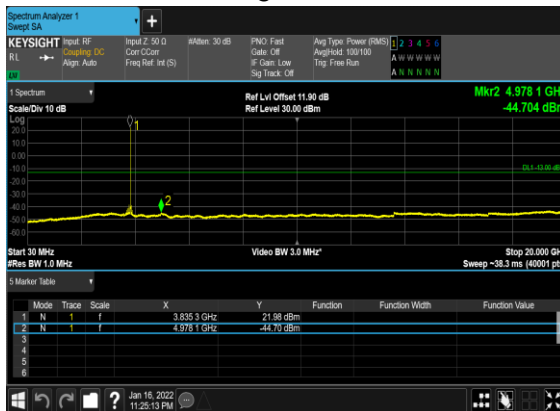 Spectrum Analyzer 1
Swept SA
KEYSIGHT Input: RF Input Z: 50 Ω #Atten: 30 dB PNO: Fast Avg Type: Power (RMS) 1 2 3 4 5 6
RL Coupling: DC Corr CCorr Gate: Off Avg|Hold: 100/100 A W W W W W
Align: Auto Freq Ref: Int (S) IF Gain: Low Trig: Free Run
LXI Sig Track: Off A N N N N N
1 Spectrum Ref Lvl Offset 11.90 dB Mkr2 4.978 1 GH
Scale/Div 10 dB Ref Level 30.00 dBm -44.704 dBr
Log
20.0 1
10.0
0.00
-10.0 DL1 -13.00 dB
-20.0
-30.0
-40.0 2
-50.0
-60.0
Start 30 MHz Video BW 3.0 MHz* Stop 20.000 GH
#Res BW 1.0 MHz Sweep ~38.3 ms (40001 pt
5 Marker Table
Mode Trace Scale X Y Function Function Width Function Value
1 N 1 f 3.835 3 GHz 21.98 dBm
2 N 1 f 4.978 1 GHz -44.70 dBm
3
4
5
6
? Jan 16, 2022
11:25:13 PM